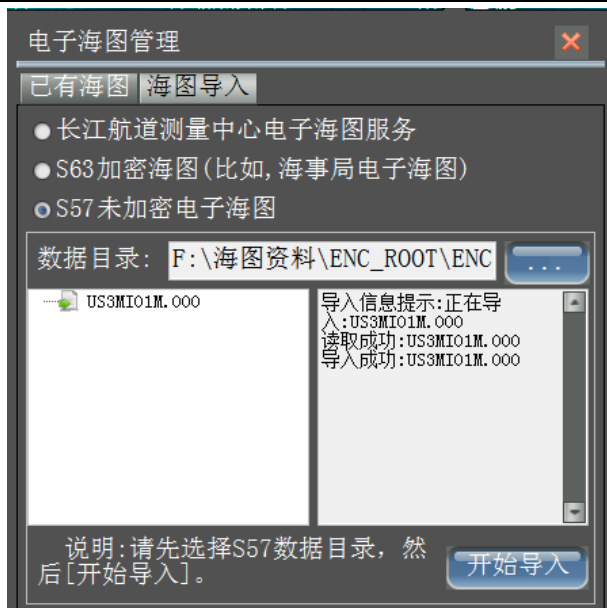 电子海图管理
已有海图 海图导入
长江航道测量中心电子海图服务
S63加密海图(比如,海事局电子海图)
S57未加密电子海图
数据目录: F:\海图资料\ENC_ROOT\ENC ...
US3MI01M.000
导入信息提示:正在导
入:US3MI01M.000
读取成功:US3MI01M.000
导入成功:US3MI01M.000
说明:请先选择S57数据目录，然
后[开始导入]。
开始导入